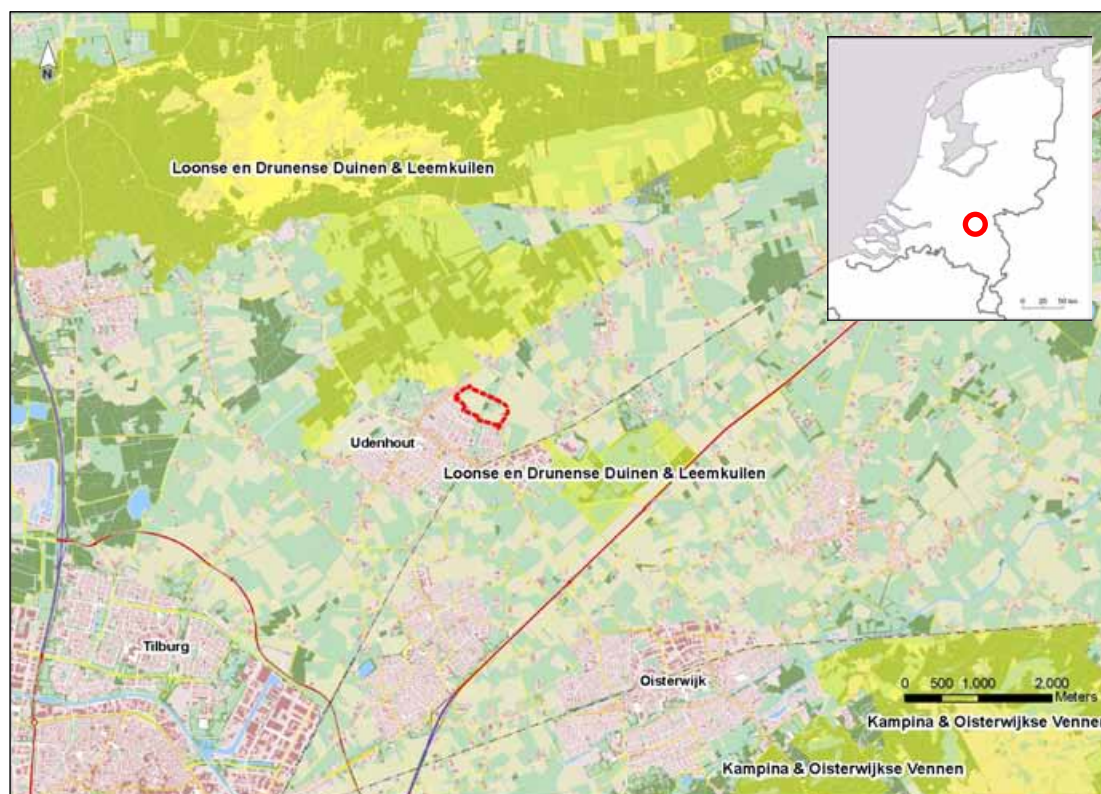 N
Loonse en Drunense Duinen & Leemkuilen
0 25 50 km
Udenhout
Loonse en Drunense Duinen & Leemkuilen
Tilburg
Oisterwijk
0 500 1.000 2.000
Meters
Kampina & Oisterwijkse Vennen
Kampina & Oisterwijkse Vennen